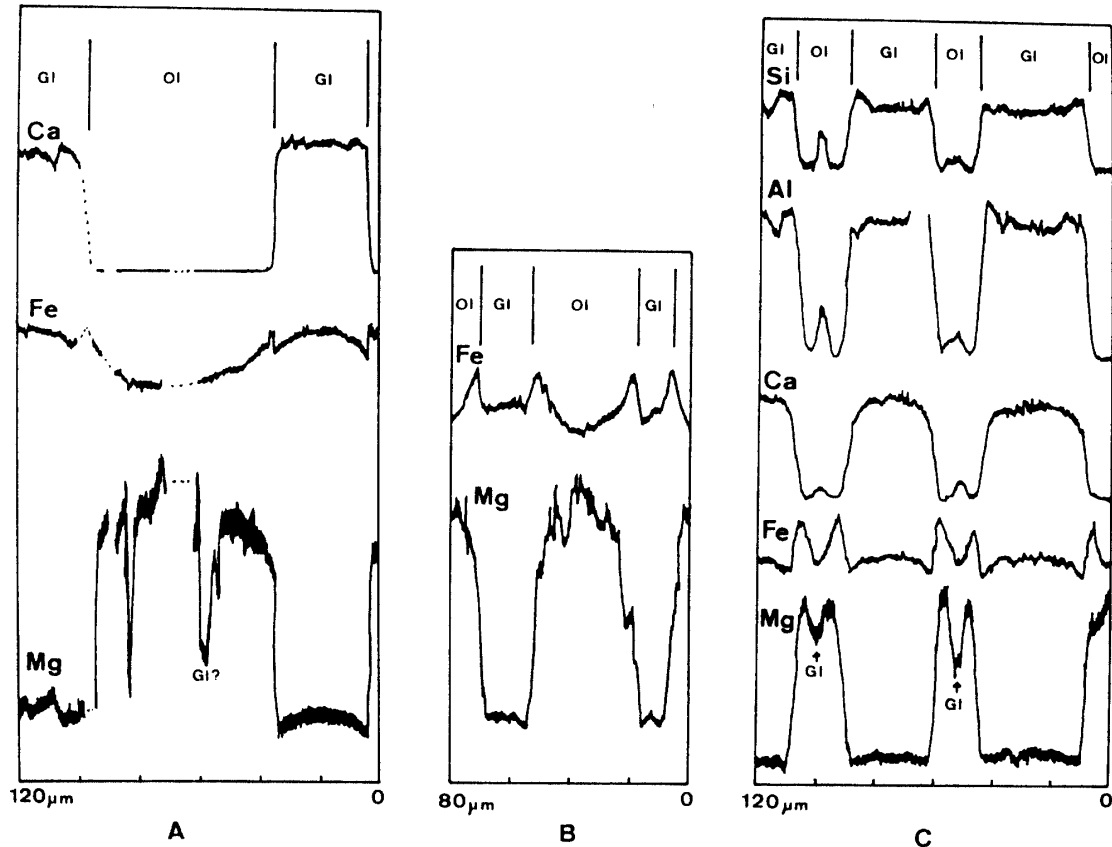 Gl Ol Gl
Ca
Fe
Mg
Gl?
120μm 0
A
Ol Gl Ol Gl
Fe
Mg
80μm 0
B
Gl Ol Gl Ol Gl Ol
Si
Al
Ca
Fe
Mg
Gl
Gl
120μm 0
C